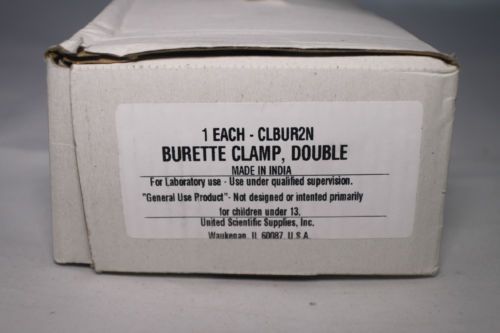 1 EACH - CLBUR2N
BURETTE CLAMP, DOUBLE
MADE IN INDIA
For Laboratory use - Use under qualified supervision.
"General Use Product"- Not designed or intented primarily
for children under 13.
United Scientific Supplies, Inc.
Waukegan, IL 60087, U.S.A.